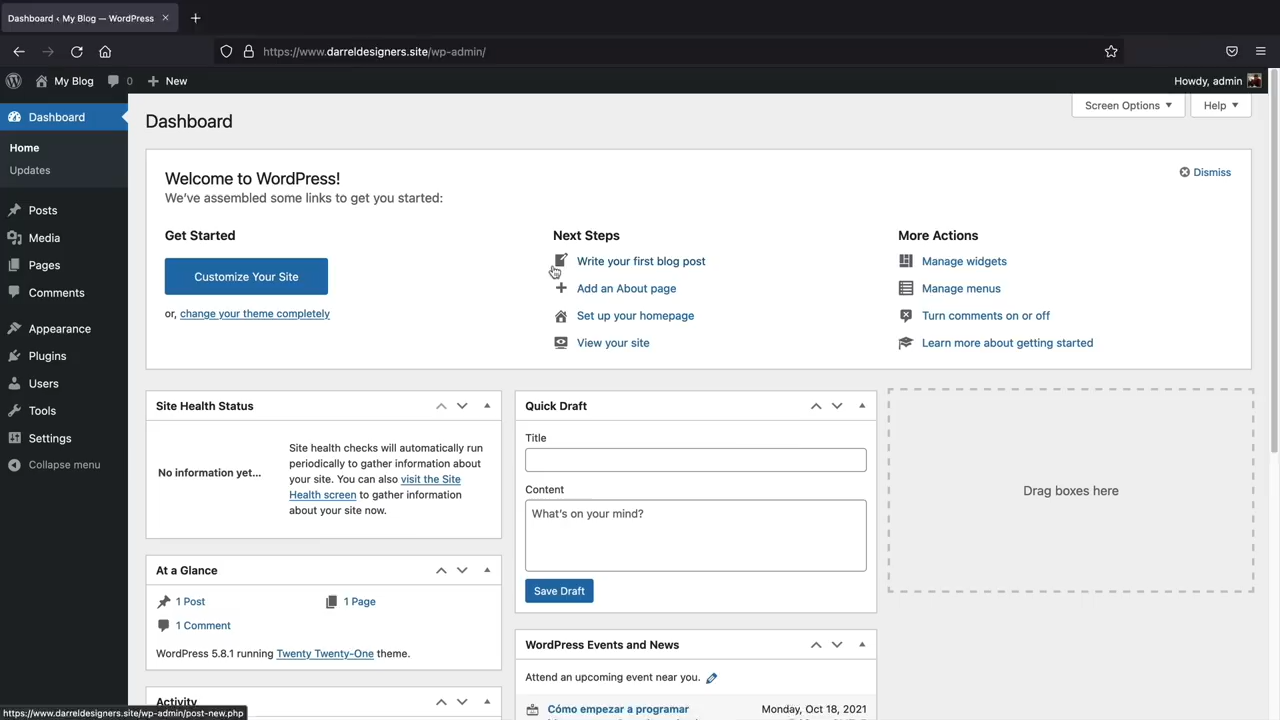 Dashboard ‹ My Blog — WordPress
https://www.darreldesigners.site/wp-admin/
My Blog 0 New Howdy, admin
Screen Options Help
Dashboard
Home
Updates
Posts
Media
Pages
Comments
Appearance
Plugins
Users
Tools
Settings
Collapse menu
Dashboard
Welcome to WordPress!
Dismiss
We've assembled some links to get you started:
Get Started
Customize Your Site
or, change your theme completely
Next Steps
Write your first blog post
Add an About page
Set up your homepage
View your site
More Actions
Manage widgets
Manage menus
Turn comments on or off
Learn more about getting started
Site Health Status
No information yet...
Site health checks will automatically run
periodically to gather information about
your site. You can also visit the Site
Health screen to gather information
about your site now.
At a Glance
1 Post 1 Page
1 Comment
WordPress 5.8.1 running Twenty Twenty-One theme.
Activity
Quick Draft
Title
Content
What's on your mind?
Save Draft
WordPress Events and News
Attend an upcoming event near you.
Cómo empezar a programar Monday, Oct 18, 2021
Drag boxes here
https://www.darreldesigners.site/wp-admin/post-new.php